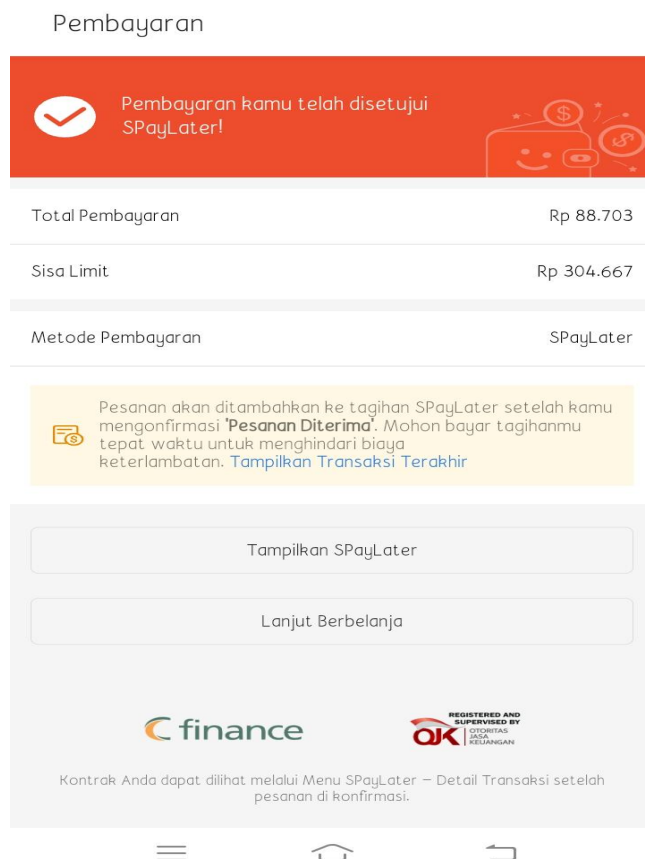 Pembayaran
Pembayaran kamu telah disetujui
SPayLater!
Total Pembayaran Rp 88.703
Sisa Limit Rp 304.667
Metode Pembayaran SPayLater
Pesanan akan ditambahkan ke tagihan SPayLater setelah kamu
mengonfirmasi 'Pesanan Diterima'. Mohon bayar tagihanmu
tepat waktu untuk menghindari biaya
keterlambatan. Tampilkan Transaksi Terakhir
Tampilkan SPayLater
Lanjut Berbelanja
C finance
REGISTERED AND
SUPERVISED BY
OJK OTORITAS
JASA
KEUANGAN
Kontrak Anda dapat dilihat melalui Menu SPayLater – Detail Transaksi setelah
pesanan di konfirmasi.